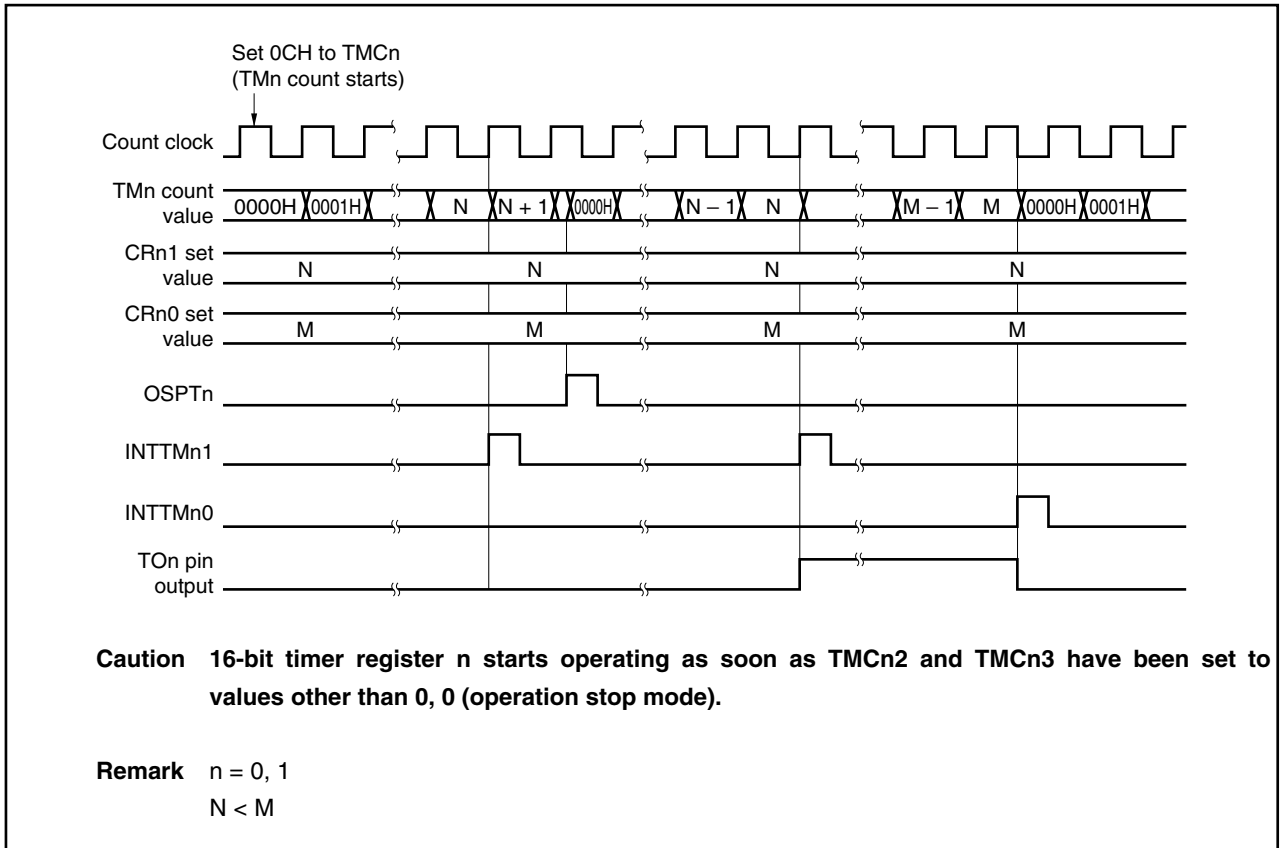 Set 0CH to TMCn
(TMn count starts)
Count clock
TMn count
value
0000H 0001H N N + 1 0000H N – 1 N M – 1 M 0000H 0001H
CRn1 set
value
N N N N
CRn0 set
value
M M M M
OSPTn
INTTMn1
INTTMn0
TOn pin
output
Caution 16-bit timer register n starts operating as soon as TMCn2 and TMCn3 have been set to
values other than 0, 0 (operation stop mode).
Remark n = 0, 1
N < M